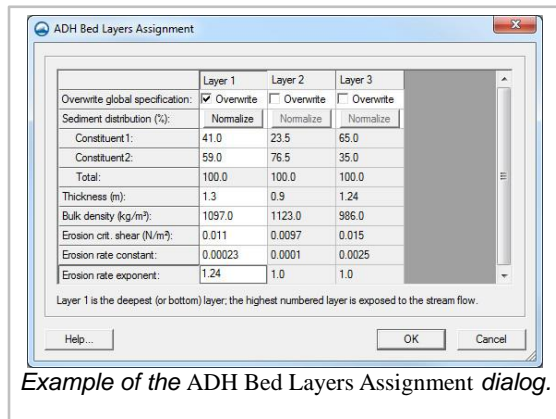 ADH Bed Layers Assignment
Layer 1 Layer 2 Layer 3
Overwrite global specification: Overwrite Overwrite Overwrite
Sediment distribution (%): Normalize Normalize Normalize
Constituent1: 41.0 23.5 65.0
Constituent2: 59.0 76.5 35.0
Total: 100.0 100.0 100.0
Thickness (m): 1.3 0.9 1.24
Bulk density (kg/m³): 1097.0 1123.0 986.0
Erosion crit. shear (N/m²): 0.011 0.0097 0.015
Erosion rate constant: 0.00023 0.0001 0.0025
Erosion rate exponent: 1.24 1.0 1.0
Layer 1 is the deepest (or bottom) layer; the highest numbered layer is exposed to the stream flow.
Help... OK Cancel
Example of the ADH Bed Layers Assignment dialog.